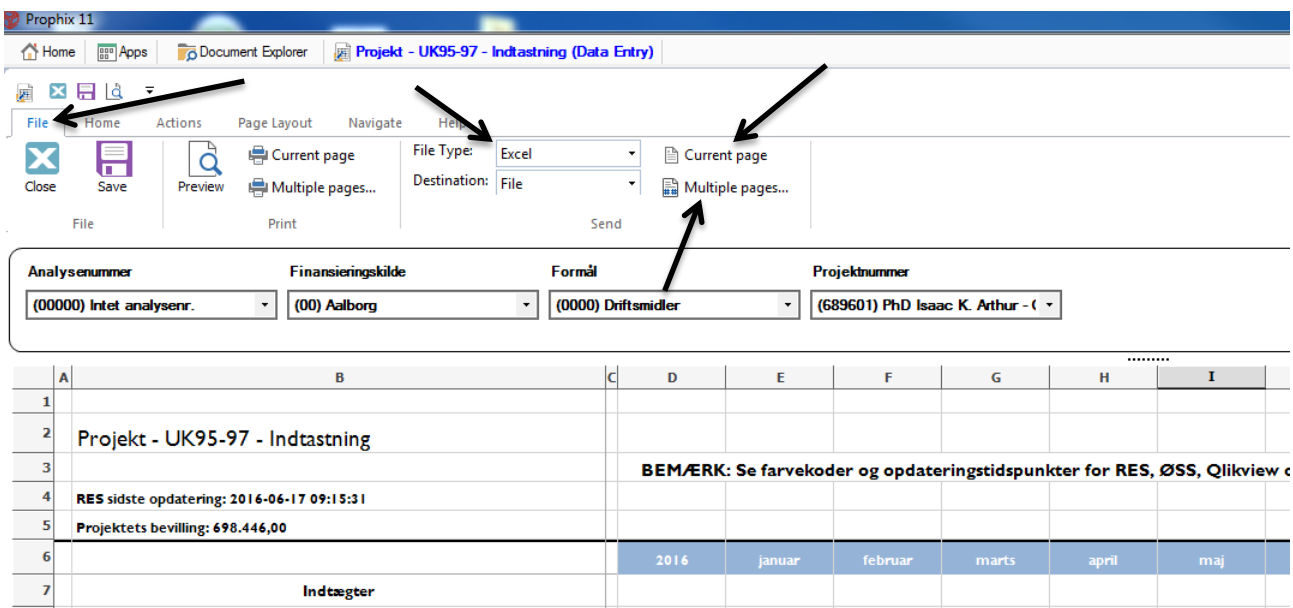 Prophix 11
Home Apps Document Explorer Projekt - UK95-97 - Indtastning (Data Entry)
File Home Actions Page Layout Navigate Help
Close Save Preview
Current page
Multiple pages...
File Type: Excel
Destination: File
Current page
Multiple pages...
File Print Send
Analysenummer Finansieringskilde Formål Projektnummer
(00000) Intet analysenr. (00) Aalborg (0000) Driftsmidler (689601) PhD Isaac K. Arthur - (
A B C D E F G H I
1
2 Projekt - UK95-97 - Indtastning
3 BEMÆRK: Se farvekoder og opdateringstidspunkter for RES, ØSS, Qlikview
4 RES sidste opdatering: 2016-06-17 09:15:31
5 Projektets bevilling: 698.446,00
6 2016 januar februar marts april maj
7 Indtægter